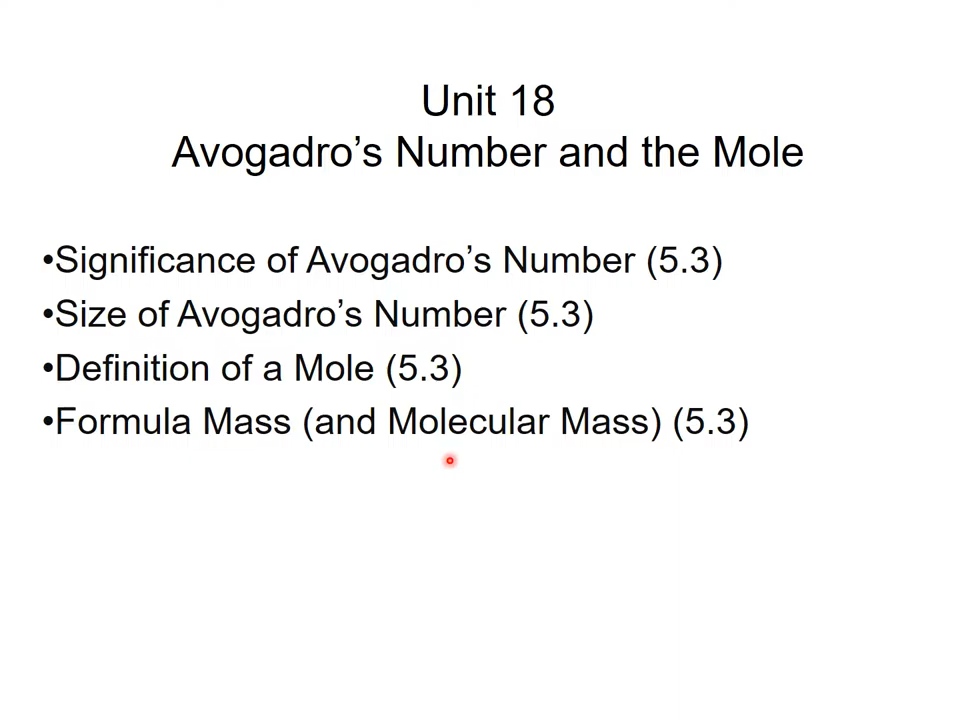 Unit 18
Avogadro’s Number and the Mole
•Significance of Avogadro’s Number (5.3)
•Size of Avogadro’s Number (5.3)
•Definition of a Mole (5.3)
•Formula Mass (and Molecular Mass) (5.3)